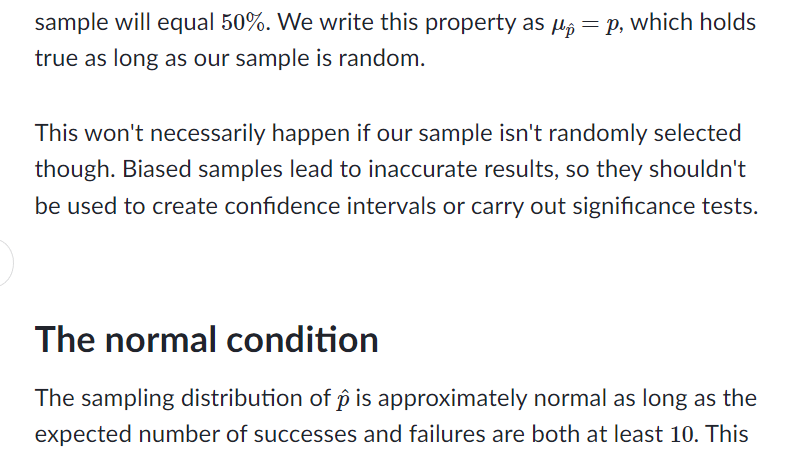 sample will equal 50%. We write this property as μ_p̂ = p, which holds
true as long as our sample is random.
This won't necessarily happen if our sample isn't randomly selected
though. Biased samples lead to inaccurate results, so they shouldn't
be used to create confidence intervals or carry out significance tests.
The normal condition
The sampling distribution of p̂ is approximately normal as long as the
expected number of successes and failures are both at least 10. This